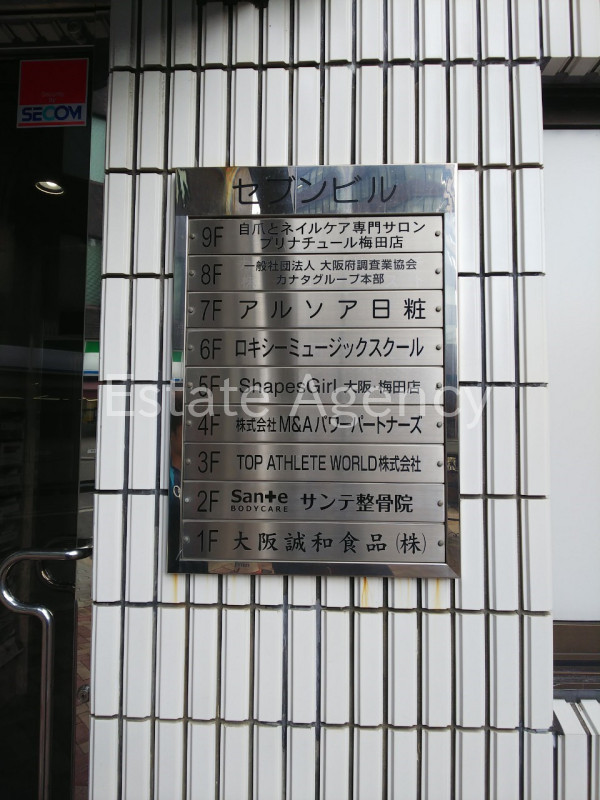 SECOM
セブンビル
9F 自爪とネイルケア専門サロン
プリナチュール梅田店
8F 一般社団法人 大阪府調査業協会
カナタグループ本部
7F アルソア日粧
6F ロキシーミュージックスクール
5F ShapesGirl 大阪・梅田店
Estate Agency
4F 株式会社M&Aパワーパートナーズ
3F TOP ATHLETE WORLD株式会社
2F Sante BODYCARE サンテ整骨院
1F 大阪誠和食品(株)